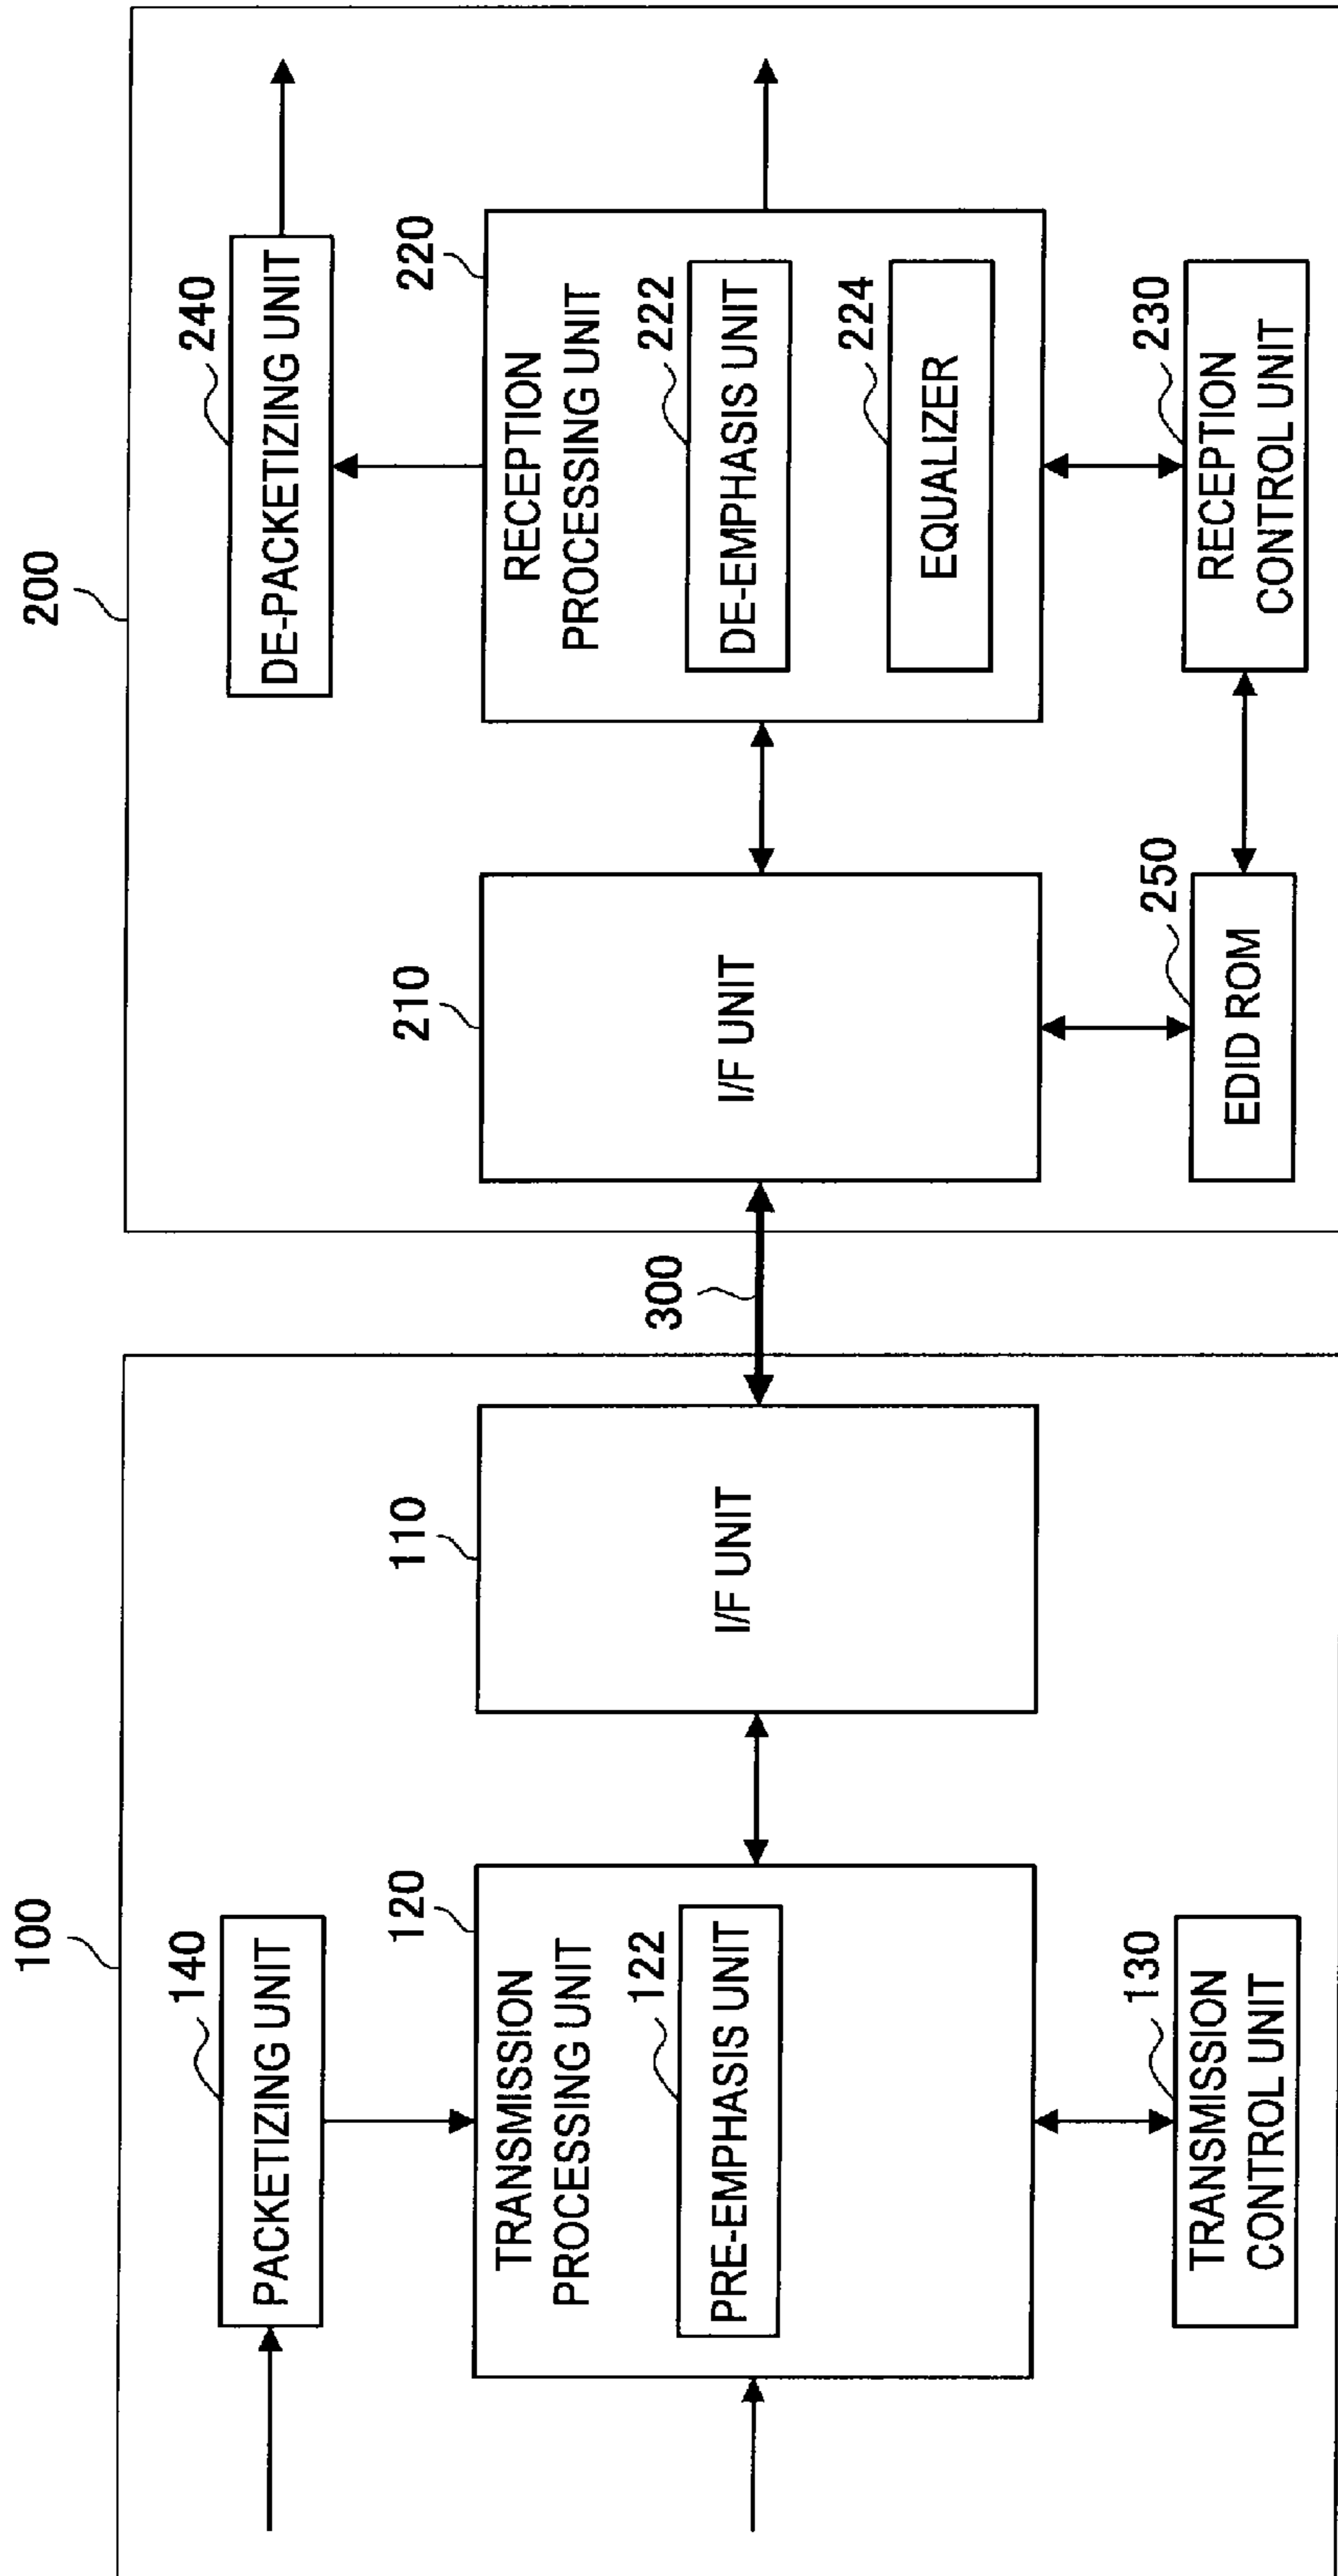 100
140
PACKETIZING UNIT
120
TRANSMISSION
PROCESSING UNIT
122
PRE-EMPHASIS UNIT
130
TRANSMISSION
CONTROL UNIT
110
I/F UNIT
300
200
210
I/F UNIT
250
EDID ROM
240
DE-PACKETIZING UNIT
220
RECEPTION
PROCESSING UNIT
222
DE-EMPHASIS UNIT
224
EQUALIZER
230
RECEPTION
CONTROL UNIT